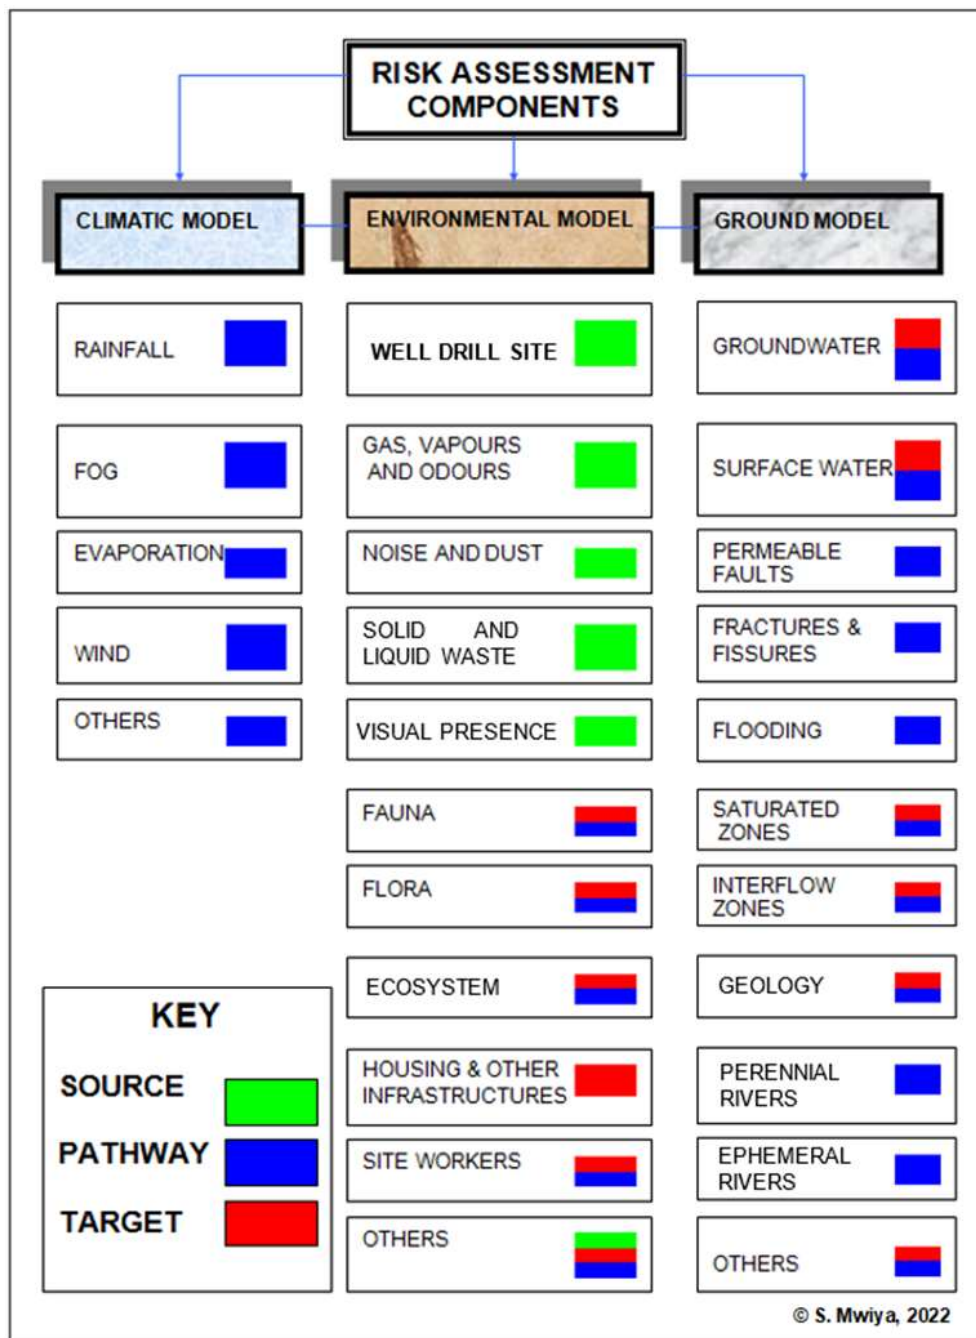 RISK ASSESSMENT
COMPONENTS
CLIMATIC MODEL
ENVIRONMENTAL MODEL
GROUND MODEL
RAINFALL
FOG
EVAPORATION
WIND
OTHERS
WELL DRILL SITE
GAS, VAPOURS
AND ODOURS
NOISE AND DUST
SOLID AND
LIQUID WASTE
VISUAL PRESENCE
FAUNA
FLORA
ECOSYSTEM
HOUSING & OTHER
INFRASTRUCTURES
SITE WORKERS
OTHERS
GROUNDWATER
SURFACE WATER
PERMEABLE
FAULTS
FRACTURES &
FISSURES
FLOODING
SATURATED
ZONES
INTERFLOW
ZONES
GEOLOGY
PERENNIAL
RIVERS
EPHEMERAL
RIVERS
OTHERS
KEY
SOURCE
PATHWAY
TARGET
© S. Mwiya, 2022